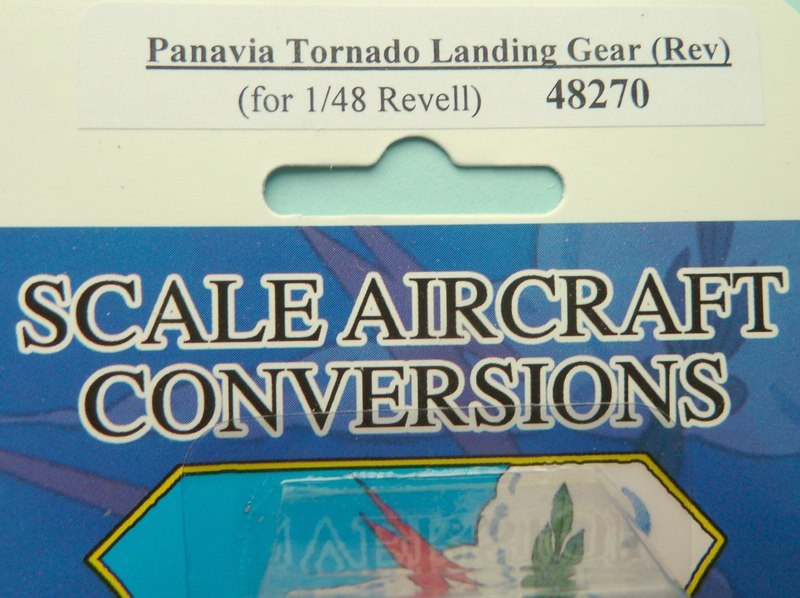 Panavia Tornado Landing Gear (Rev)
(for 1/48 Revell) 48270
SCALE AIRCRAFT
CONVERSIONS